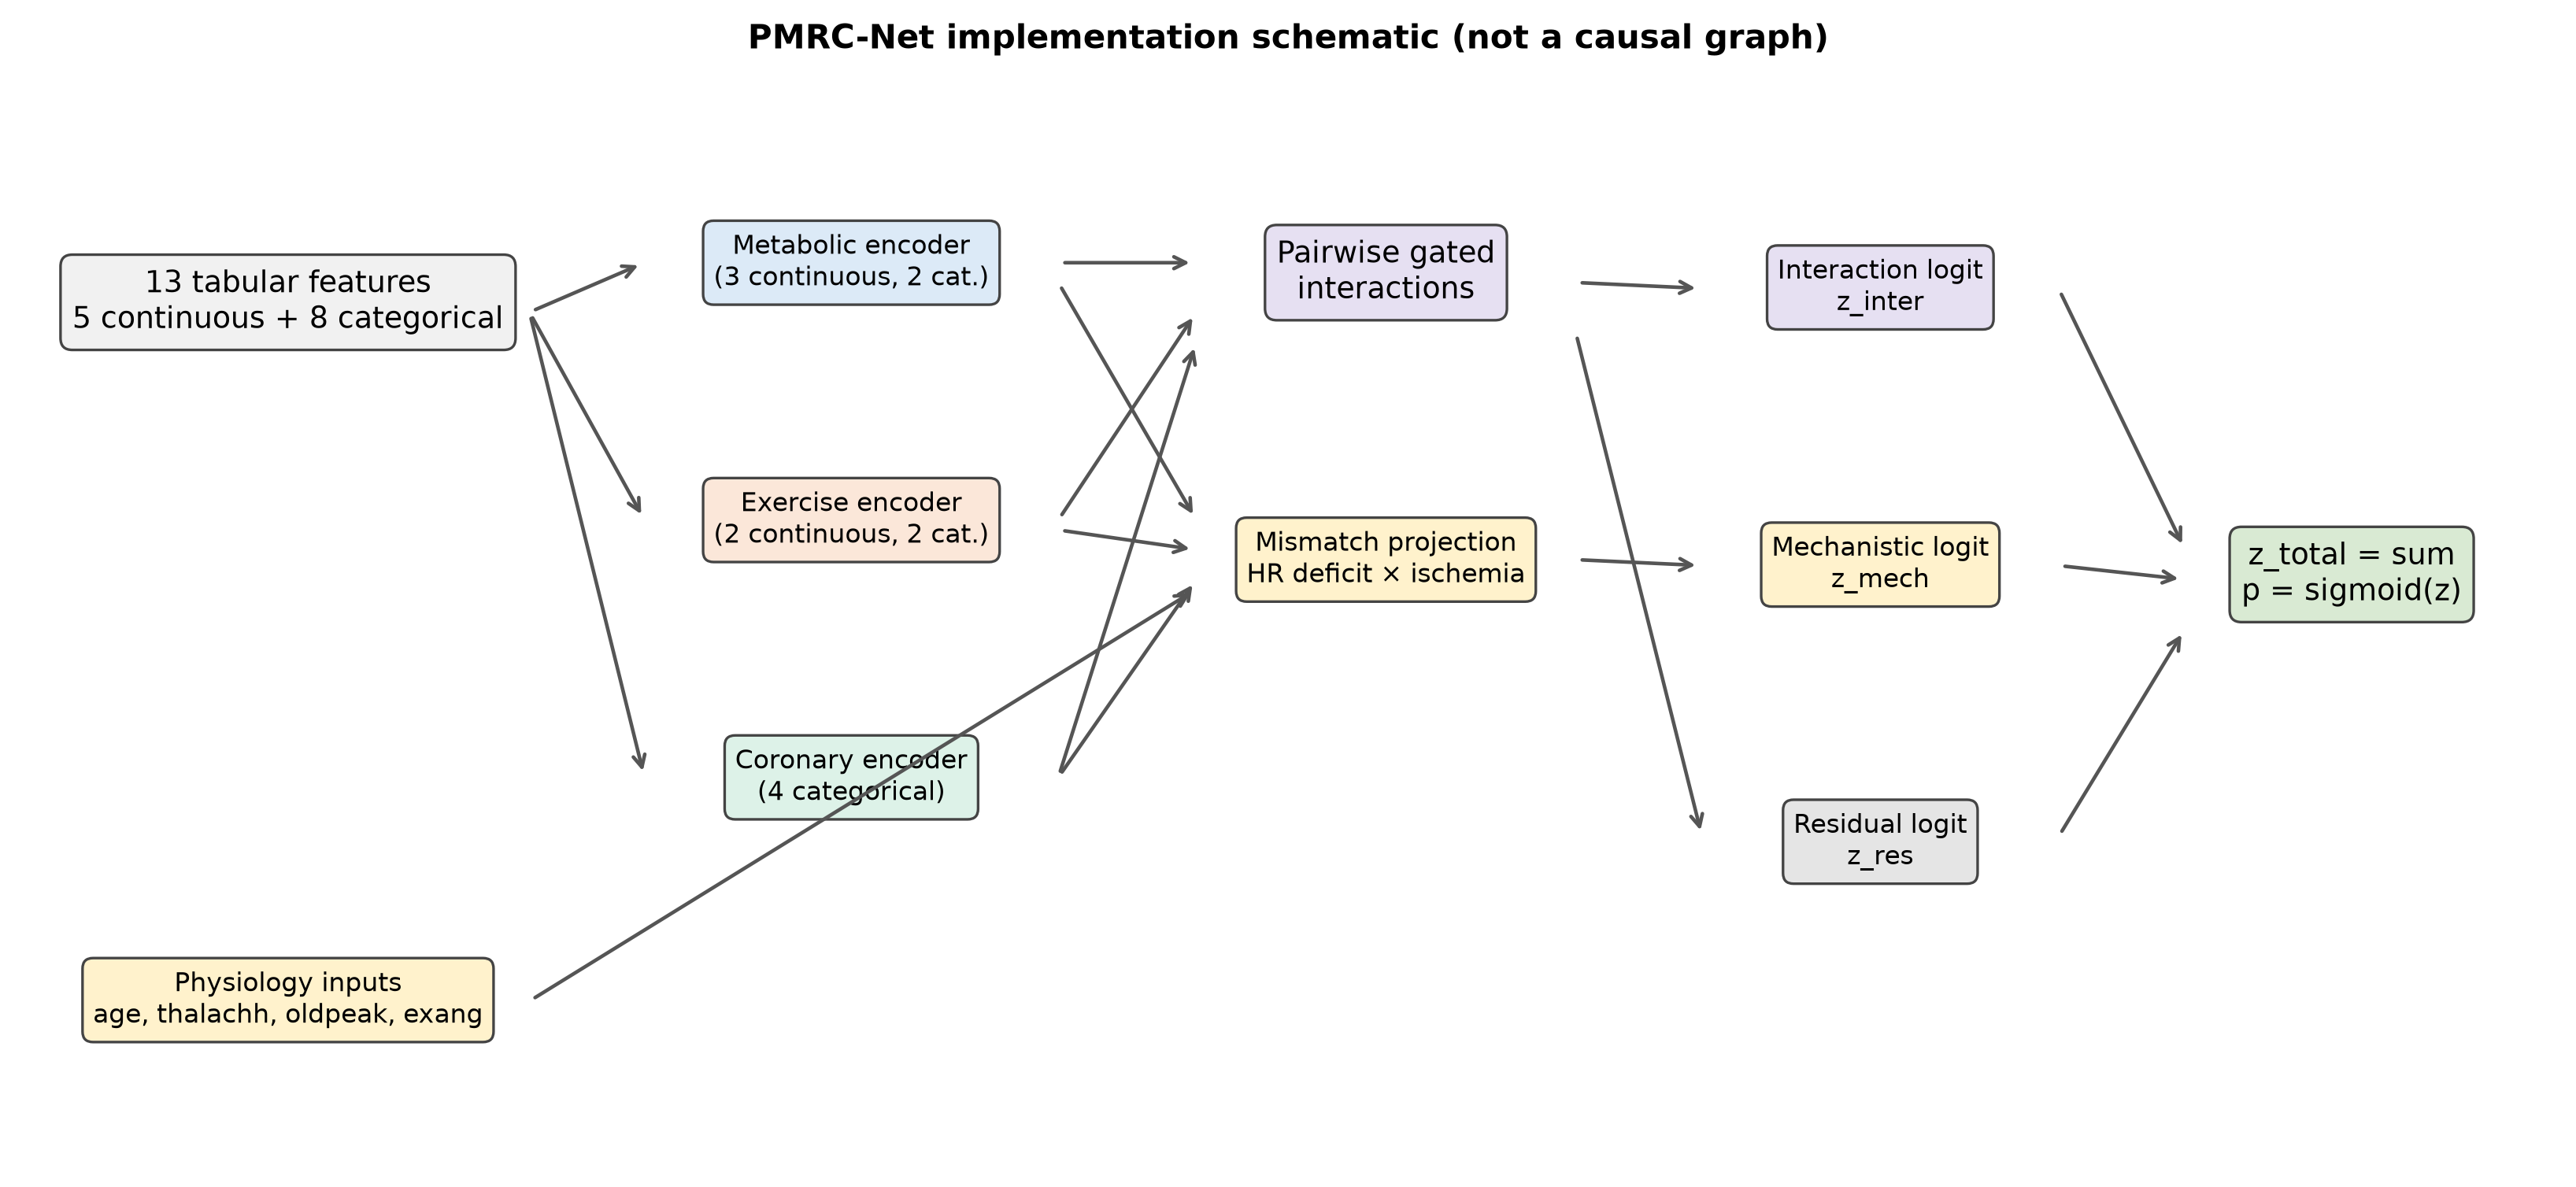 PMRC-Net implementation schematic (not a causal graph)
13 tabular features
5 continuous + 8 categorical
Metabolic encoder
(3 continuous, 2 cat.)
Exercise encoder
(2 continuous, 2 cat.)
Coronary encoder
(4 categorical)
Physiology inputs
age, thalachh, oldpeak, exang
Pairwise gated
interactions
Mismatch projection
HR deficit × ischemia
Interaction logit
z_inter
Mechanistic logit
z_mech
Residual logit
z_res
z_total = sum
p = sigmoid(z)